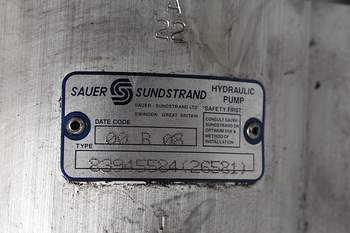 A
22
SAUER SUNDSTRAND HYDRAULIC PUMP
SAUER - SUNDSTRAND LTD
SWINDON, GREAT BRITAIN
"SAFETY FIRST"
CONSULT SAUER-
SUNDSTRAND ON
OPTIMUM USE &
METHOD OF
INSTALLATION
DATE CODE
00 R 08
TYPE
83945584(26581)